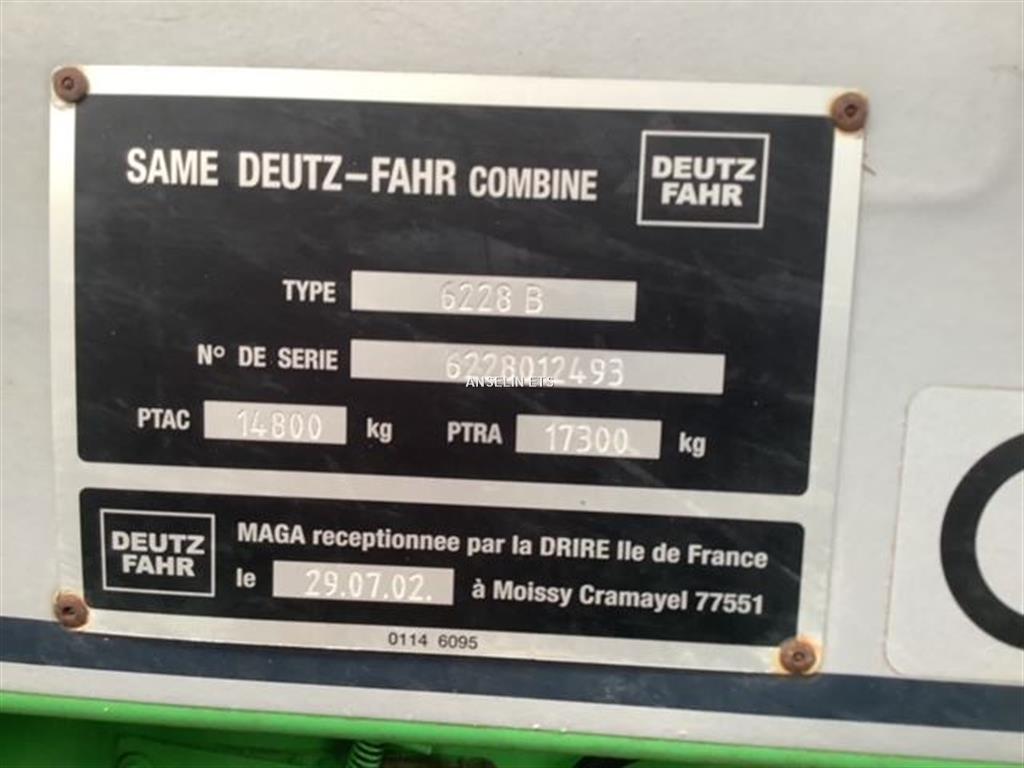 SAME DEUTZ-FAHR COMBINE
DEUTZ
FAHR
TYPE 6228 B
N° DE SERIE 6228012493
ANSELIN ETS
PTAC 14800 kg PTRA 17300 kg
DEUTZ
FAHR
MAGA receptionnee par la DRIRE Ile de France
le 29.07.02. à Moissy Cramayel 77551
0114 6095